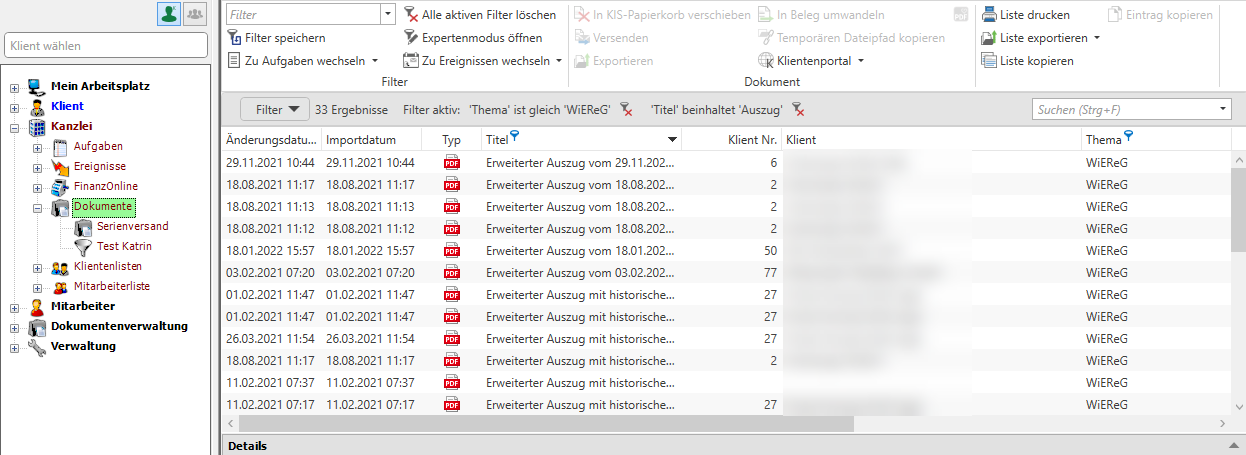 Klient wählen
Mein Arbeitsplatz
Klient
Kanzlei
Aufgaben
Ereignisse
FinanzOnline
Dokumente
Serienversand
Test Katrin
Klientenlisten
Mitarbeiterliste
Mitarbeiter
Dokumentenverwaltung
Verwaltung
Filter
Alle aktiven Filter löschen
In KIS-Papierkorb verschieben
In Beleg umwandeln
PDF
Liste drucken
Eintrag kopieren
Filter speichern
Expertenmodus öffnen
Versenden
Temporären Dateipfad kopieren
Liste exportieren
Zu Aufgaben wechseln
Zu Ereignissen wechseln
Exportieren
Klientenportal
Liste kopieren
Filter
Dokument
Filter
33 Ergebnisse
Filter aktiv: 'Thema' ist gleich 'WiEReG'
'Titel' beinhaltet 'Auszug'
Suchen (Strg+F)
Änderungsdatu... Importdatum Typ Titel Klient Nr. Klient Thema
29.11.2021 10:44 29.11.2021 10:44 PDF Erweiterter Auszug vom 29.11.202... 6 WiEReG
18.08.2021 11:17 18.08.2021 11:17 PDF Erweiterter Auszug vom 18.08.202... 2 WiEReG
18.08.2021 11:13 18.08.2021 11:13 PDF Erweiterter Auszug vom 18.08.202... 2 WiEReG
18.08.2021 11:12 18.08.2021 11:12 PDF Erweiterter Auszug vom 18.08.202... 2 WiEReG
18.01.2022 15:57 18.01.2022 15:57 PDF Erweiterter Auszug vom 18.01.202... 50 WiEReG
03.02.2021 07:20 03.02.2021 07:20 PDF Erweiterter Auszug vom 03.02.202... 77 WiEReG
01.02.2021 11:47 01.02.2021 11:47 PDF Erweiterter Auszug mit historische... 27 WiEReG
01.02.2021 11:47 01.02.2021 11:47 PDF Erweiterter Auszug mit historische... 27 WiEReG
26.03.2021 11:54 26.03.2021 11:54 PDF Erweiterter Auszug mit historische... 27 WiEReG
18.08.2021 11:17 18.08.2021 11:17 PDF Erweiterter Auszug mit historische... 2 WiEReG
11.02.2021 07:37 11.02.2021 07:37 PDF Erweiterter Auszug mit historische... WiEReG
11.02.2021 07:17 11.02.2021 07:17 PDF Erweiterter Auszug mit historische... 27 WiEReG
Details